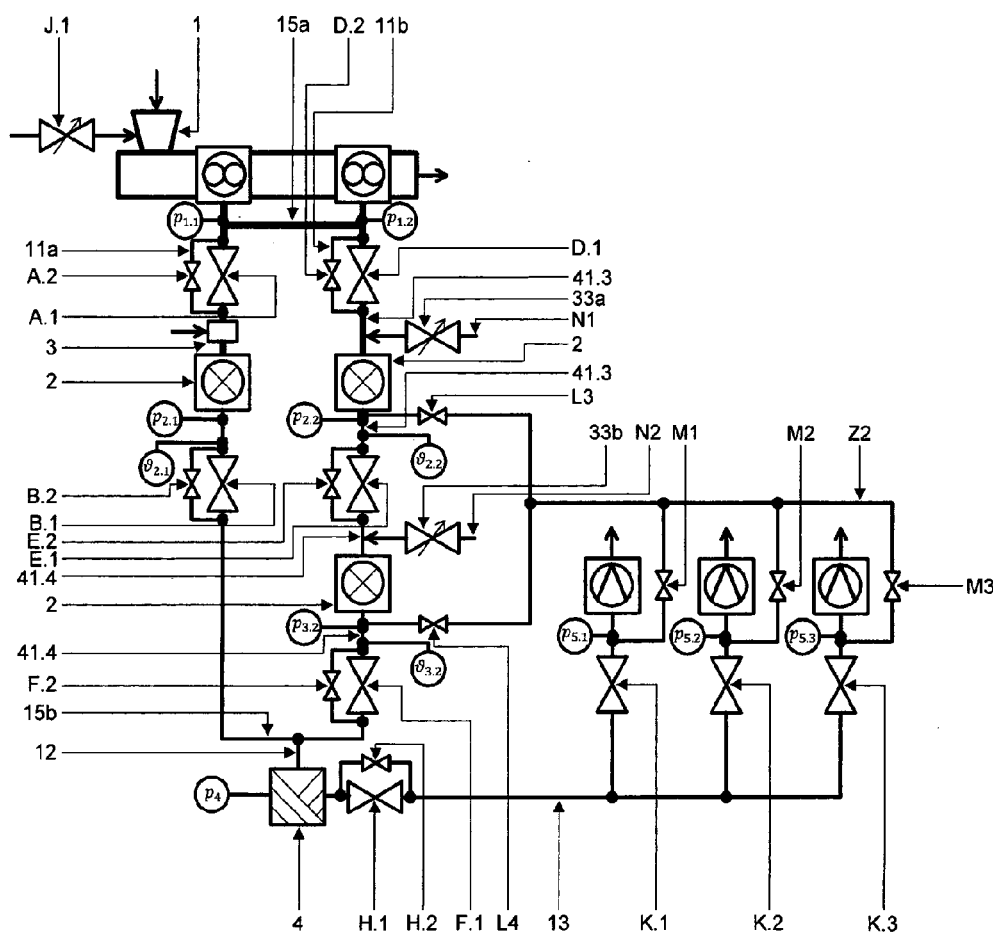 J.1 1 15a D.2 11b
p1.1 p1.2
11a D.1
A.2 41.3
33a
A.1 N1
3 2
2 41.3
L3
p2.1 p2.2
33b N2 M1 M2 Z2
ϑ2.1 ϑ2.2
B.2
B.1
E.2
E.1
41.4
M3
2
p3.2 p5.1 p5.2 p5.3
41.4
ϑ3.2
F.2
15b
12
p4
4 H.1 H.2 F.1 L4 13 K.1 K.2 K.3